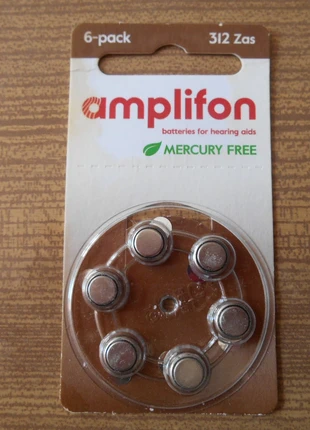 6-pack 312 Zas
amplifon
batteries for hearing aids
MERCURY FREE